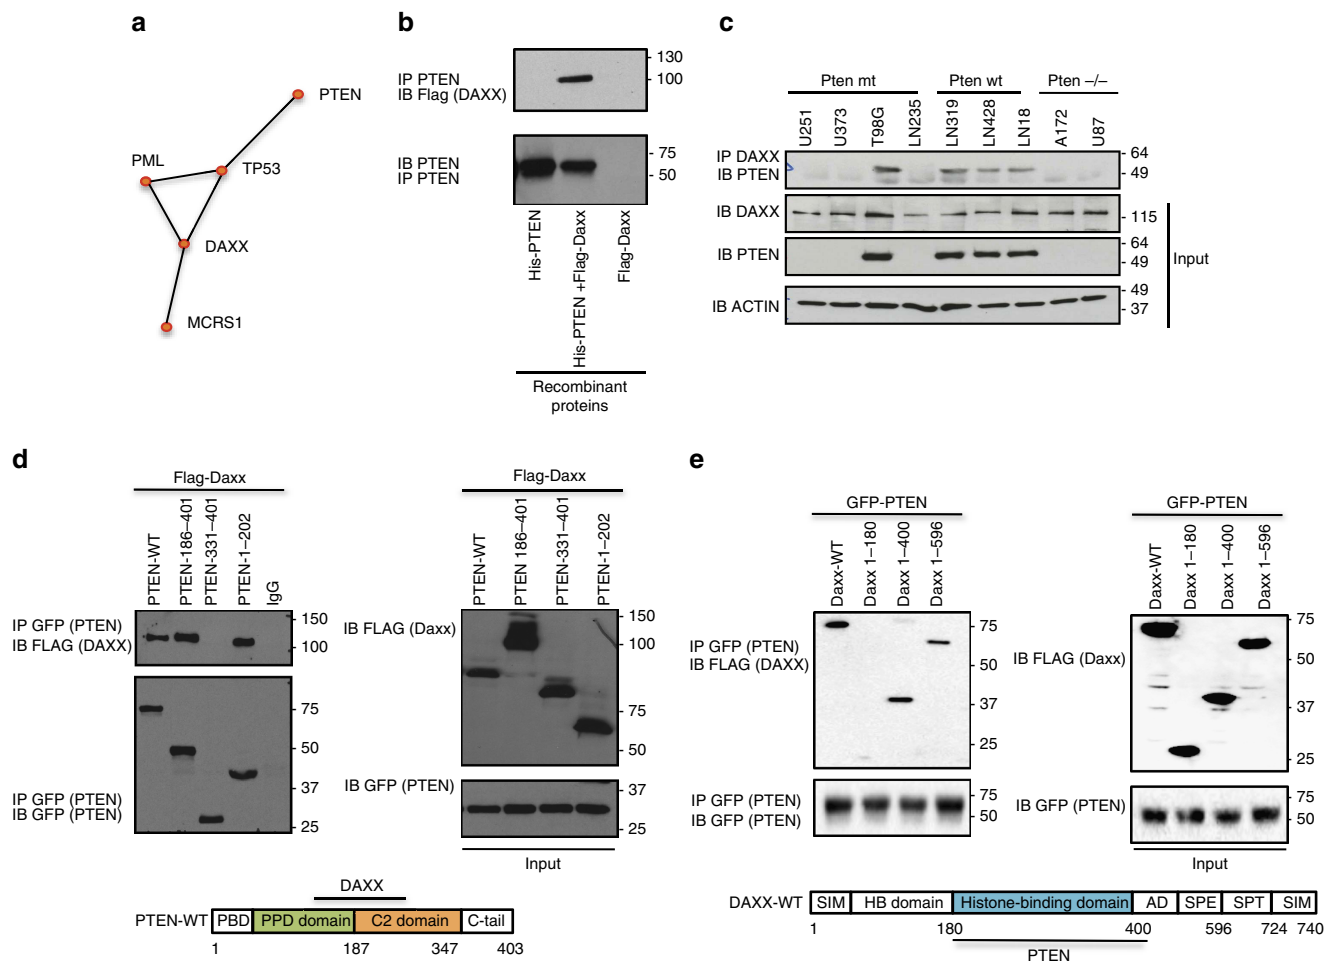 a
PTEN
PML
TP53
DAXX
MCRS1
b
IP PTEN
IB Flag (DAXX)
- 130
- 100
IB PTEN
IP PTEN
- 75
- 50
His-PTEN
His-PTEN +Flag-Daxx
Flag-Daxx
Recombinant
proteins
c
Pten mt
Pten wt
Pten –/–
U251
U373
T98G
LN235
LN319
LN428
LN18
A172
U87
IP DAXX
IB PTEN
- 64
- 49
IB DAXX
- 115
IB PTEN
- 64
- 49
IB ACTIN
- 49
- 37
Input
d
Flag-Daxx
PTEN-WT
PTEN-186–401
PTEN-331–401
PTEN-1–202
IgG
IP GFP (PTEN)
IB FLAG (DAXX)
- 150
- 100
- 75
- 50
- 37
- 25
IP GFP (PTEN)
IB GFP (PTEN)
Flag-Daxx
PTEN-WT
PTEN 186–401
PTEN-331–401
PTEN-1–202
IB FLAG (Daxx)
- 150
- 100
- 75
- 50
IB GFP (PTEN)
- 37
- 25
Input
DAXX
PTEN-WT
PBD
PPD domain
C2 domain
C-tail
1
187
347
403
e
GFP-PTEN
Daxx-WT
Daxx 1–180
Daxx 1–400
Daxx 1–596
IP GFP (PTEN)
IB FLAG (DAXX)
- 75
- 50
- 37
- 25
IP GFP (PTEN)
IB GFP (PTEN)
- 75
- 50
GFP-PTEN
Daxx-WT
Daxx 1–180
Daxx 1–400
Daxx 1–596
IB FLAG (Daxx)
- 75
- 50
- 37
- 25
IB GFP (PTEN)
- 75
- 50
Input
DAXX-WT
SIM
HB domain
Histone-binding domain
AD
SPE
SPT
SIM
1
180
400
596
724
740
PTEN